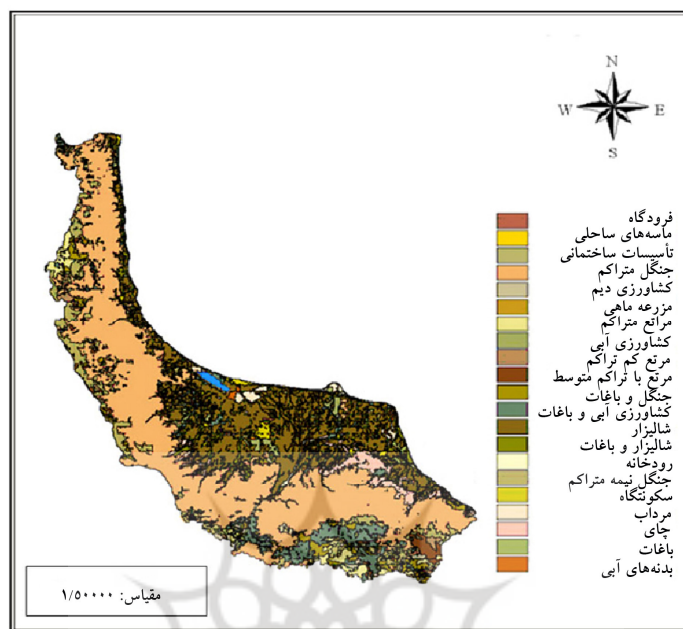 N
W E
S
فرودگاه
ماسه‌های ساحلی
تأسیسات ساختمانی
جنگل متراکم
کشاورزی دیم
مزرعه ماهی
مراتع متراکم
کشاورزی آبی
مرتع کم تراکم
مرتع با تراکم متوسط
جنگل و باغات
کشاورزی آبی و باغات
شالیزار
شالیزار و باغات
رودخانه
جنگل نیمه متراکم
سکونتگاه
مرداب
چای
باغات
بدنه‌های آبی
مقیاس: ۱/۵۰۰۰۰